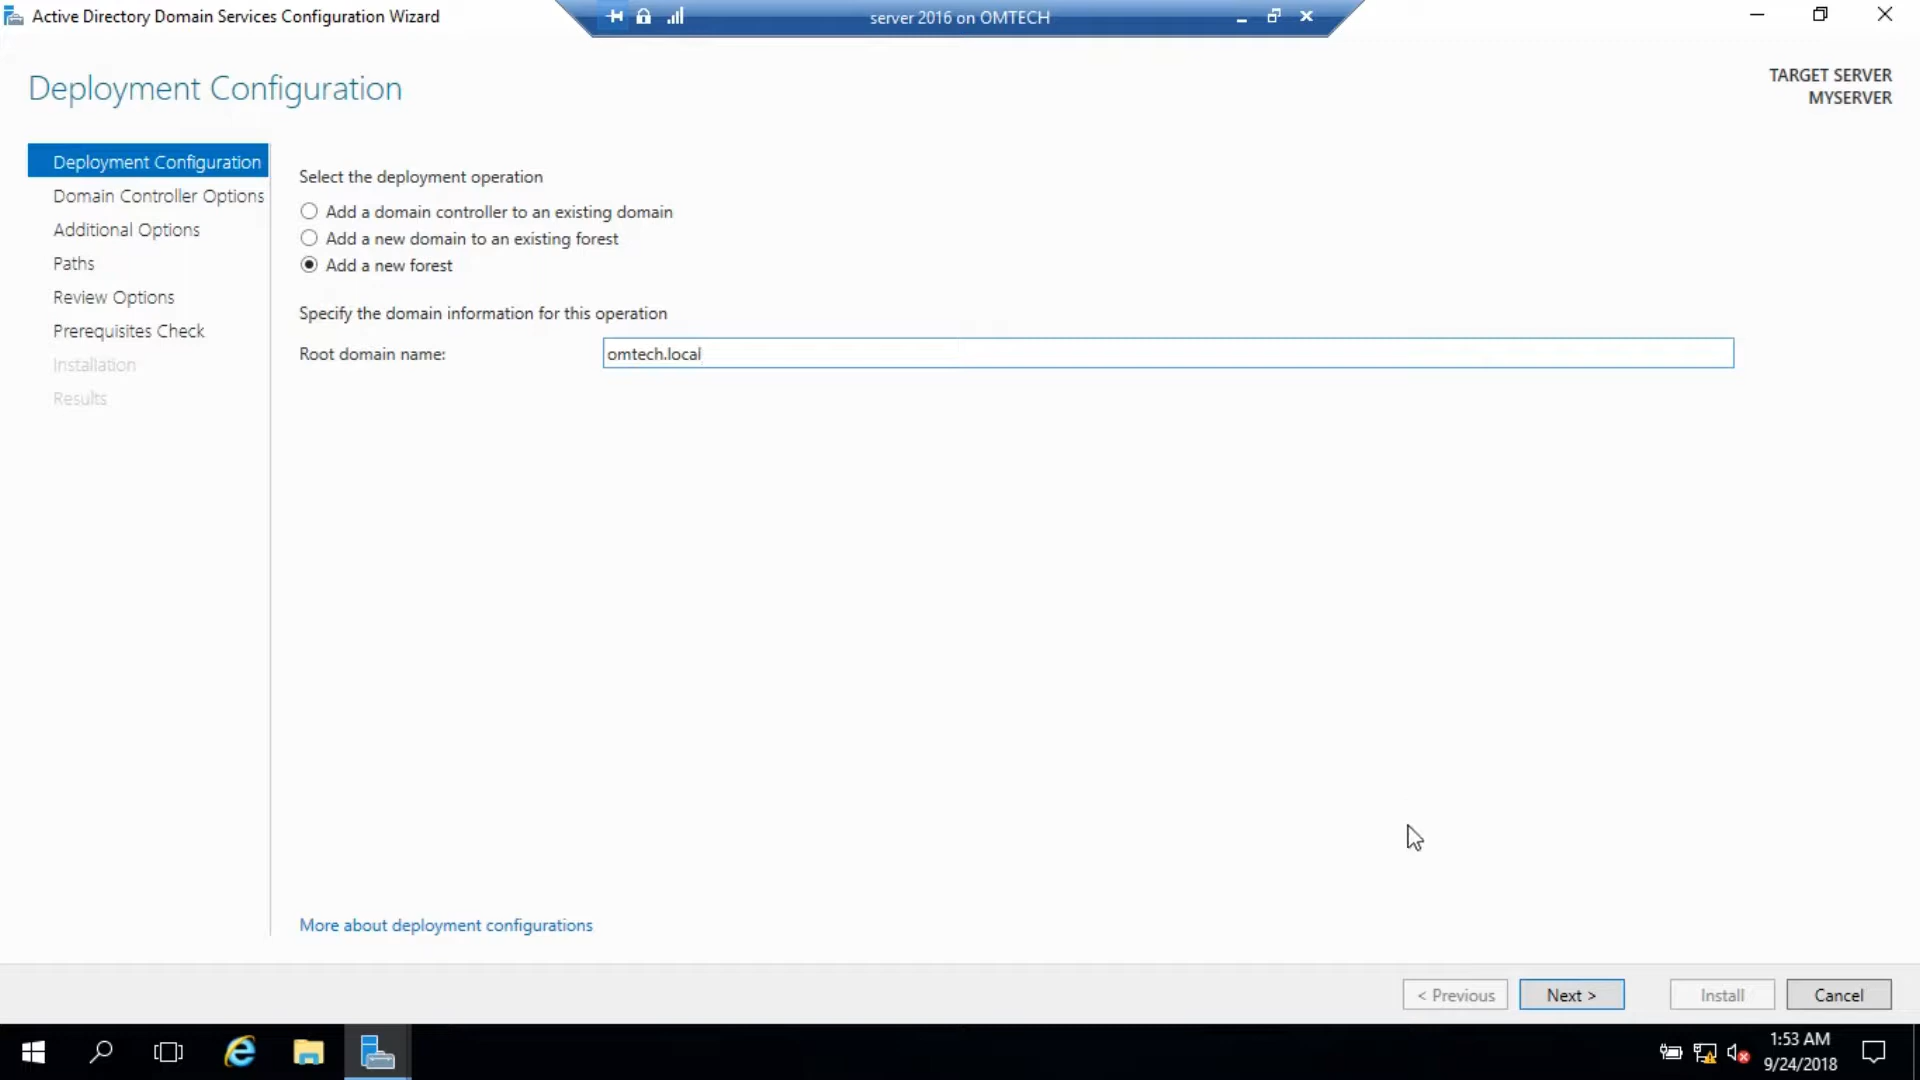 Active Directory Domain Services Configuration Wizard
server 2016 on OMTECH
Deployment Configuration
TARGET SERVER
MYSERVER
Deployment Configuration
Domain Controller Options
Additional Options
Paths
Review Options
Prerequisites Check
Installation
Results
Select the deployment operation
Add a domain controller to an existing domain
Add a new domain to an existing forest
Add a new forest
Specify the domain information for this operation
Root domain name:
omtech.local
More about deployment configurations
< Previous
Next >
Install
Cancel
1:53 AM
9/24/2018